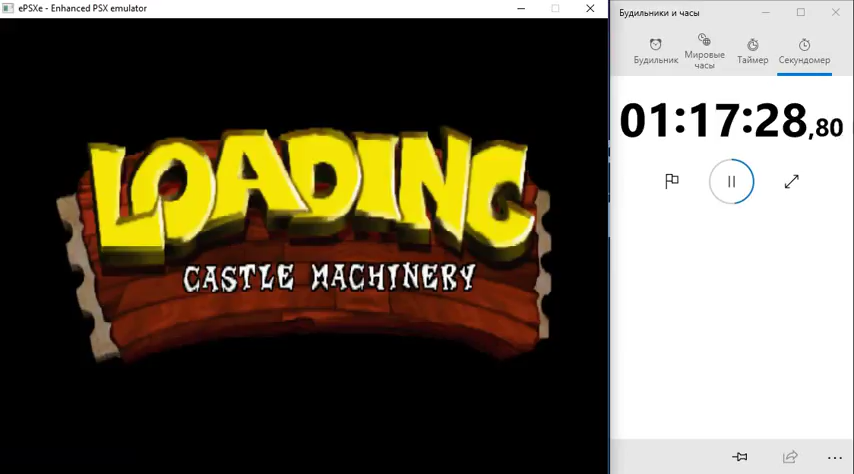 ePSXe - Enhanced PSX emulator
LOADING
CASTLE MACHINERY
Будильники и часы
Будильник
Мировые часы
Таймер
Секундомер
01:17:28,80